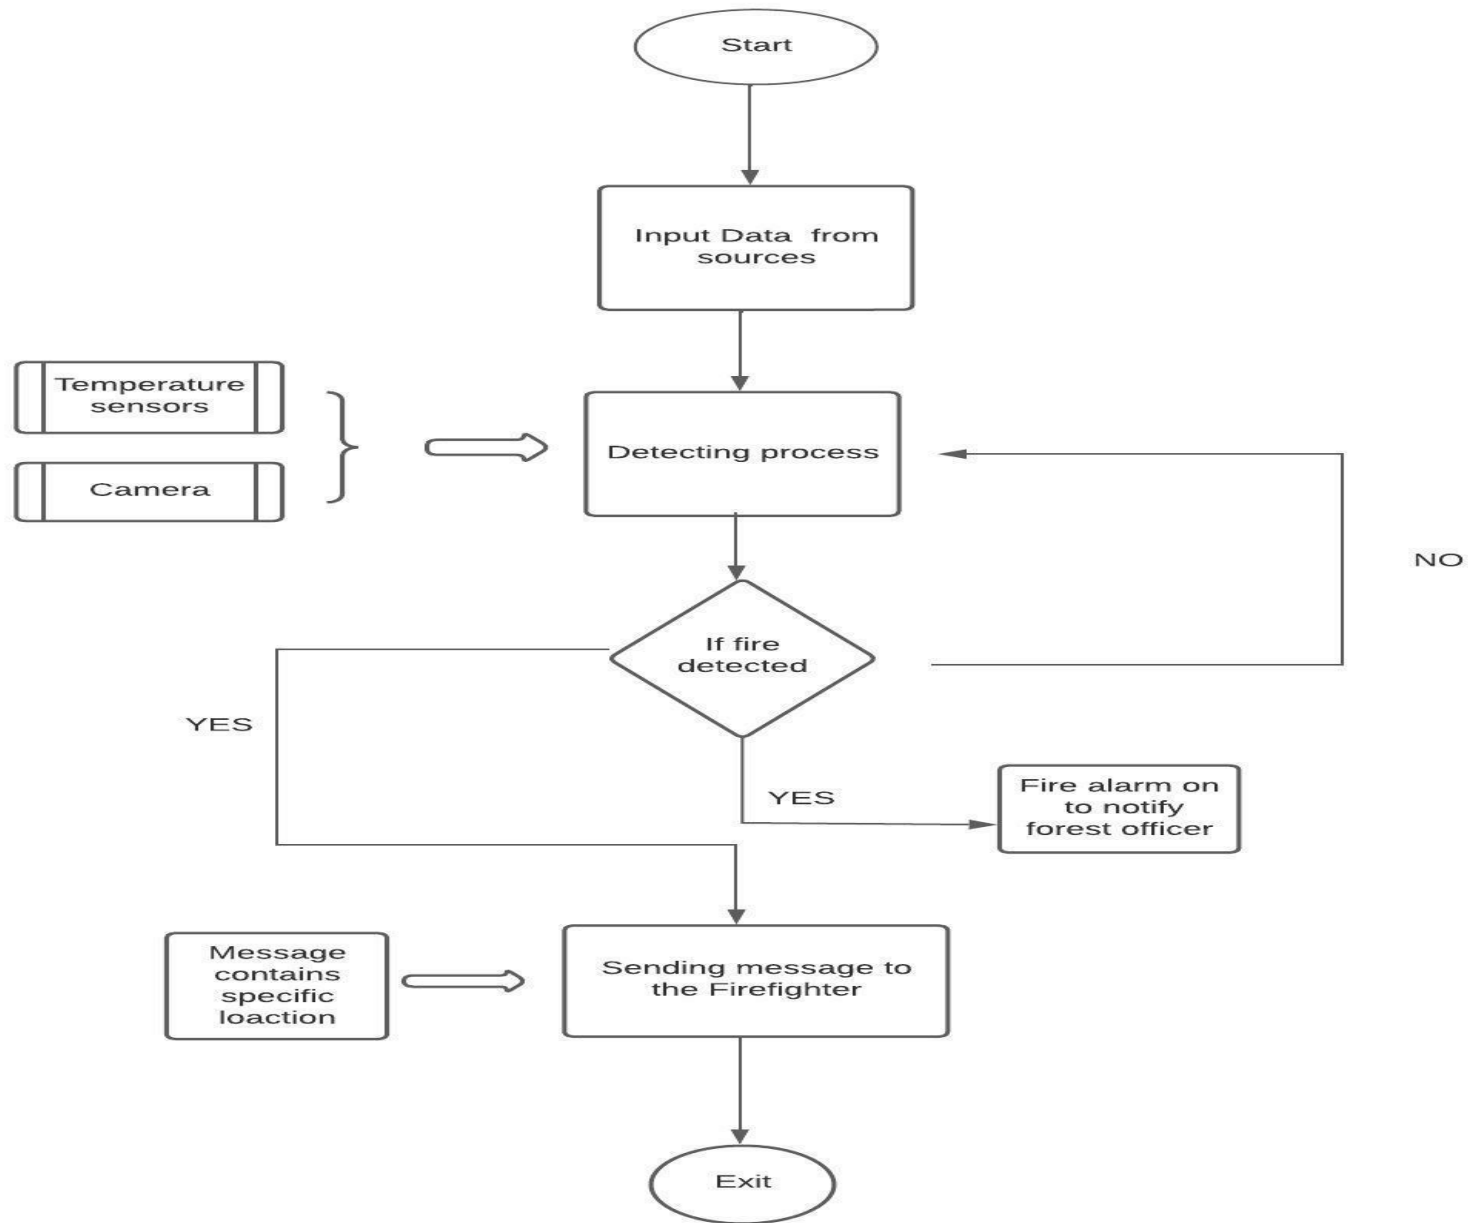 Start
Input Data  from
sources
Temperature
sensors
Camera
Detecting process
NO
If fire
detected
YES
YES
Fire alarm on
to notify
forest officer
Message
contains
specific
loaction
Sending message to
the Firefighter
Exit